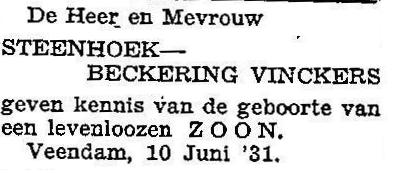 De Heer en Mevrouw
STEENHOEK—
BECKERING VINCKERS
geven kennis van de geboorte van
een levenloozen ZOON.
Veendam, 10 Juni '31.